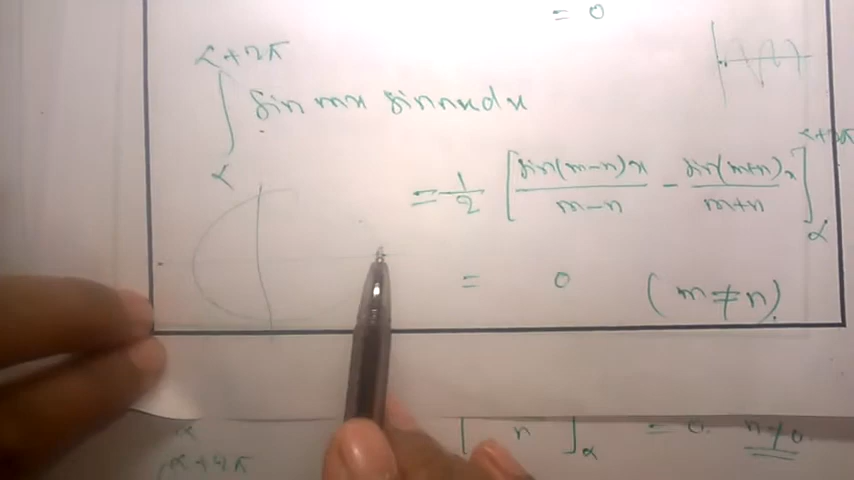 = 0
α+2π
∫ sin mx sin nx dx
α
= 1/2 [ sin(m-n)x / m-n - sin(m+n)x / m+n ] α+2π α
= 0 (m ≠ n).
[ n ]α = 0. n≠0
α
∫ α+2π